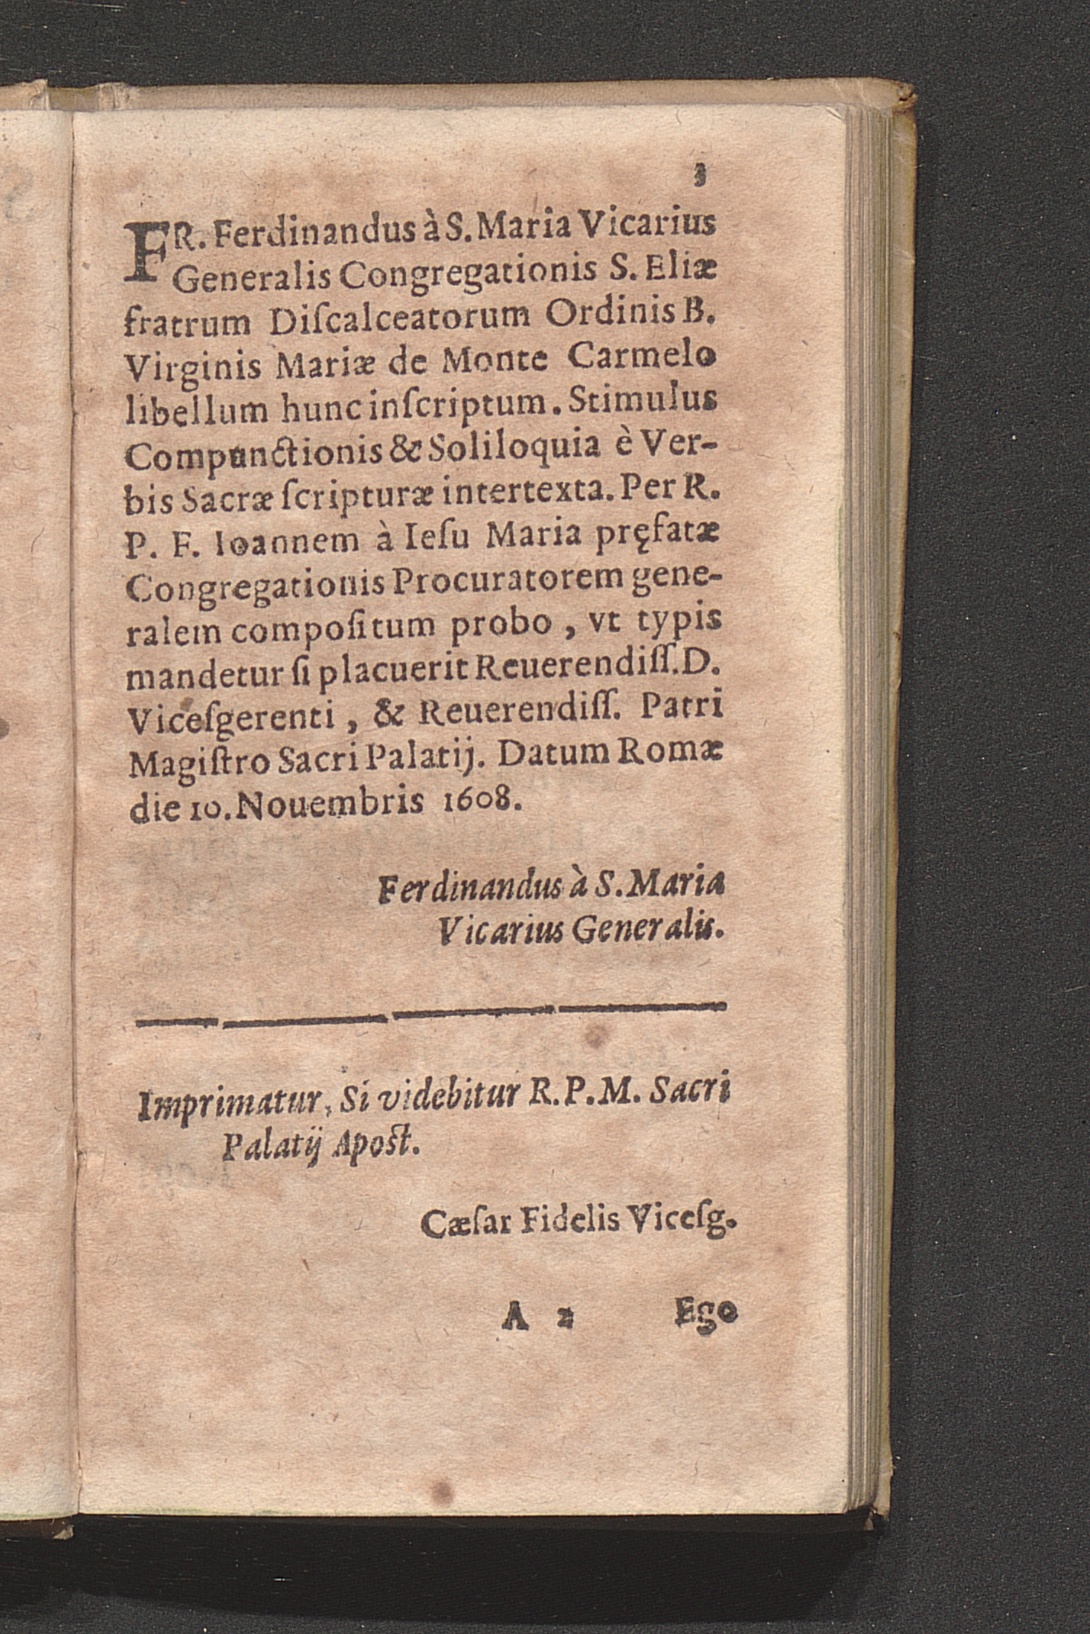 3
FR. Ferdinandus à S. Maria Vicarius
Generalis Congregationis S. Eliæ
fratrum Diſcalceatorum Ordinis B.
Virginis Mariæ de Monte Carmelo
libellum hunc inſcriptum. Stimulus
Compunctionis & Soliloquia è Ver-
bis Sacræ ſcripturæ intertexta. Per R.
P. F. Ioannem à Ieſu Maria pręfatæ
Congregationis Procuratorem gene-
ralem compoſitum probo, vt typis
mandetur ſi placuerit Reuerendiſſ. D.
Viceſgerenti, & Reuerendiſſ. Patri
Magiſtro Sacri Palatij. Datum Romæ
die 10. Nouembris 1608.
Ferdinandus à S. Maria
Vicarius Generalis.
Imprimatur, Si videbitur R. P. M. Sacri
Palatij Apoſt.
Cæſar Fidelis Viceſg.
A 2 Ego